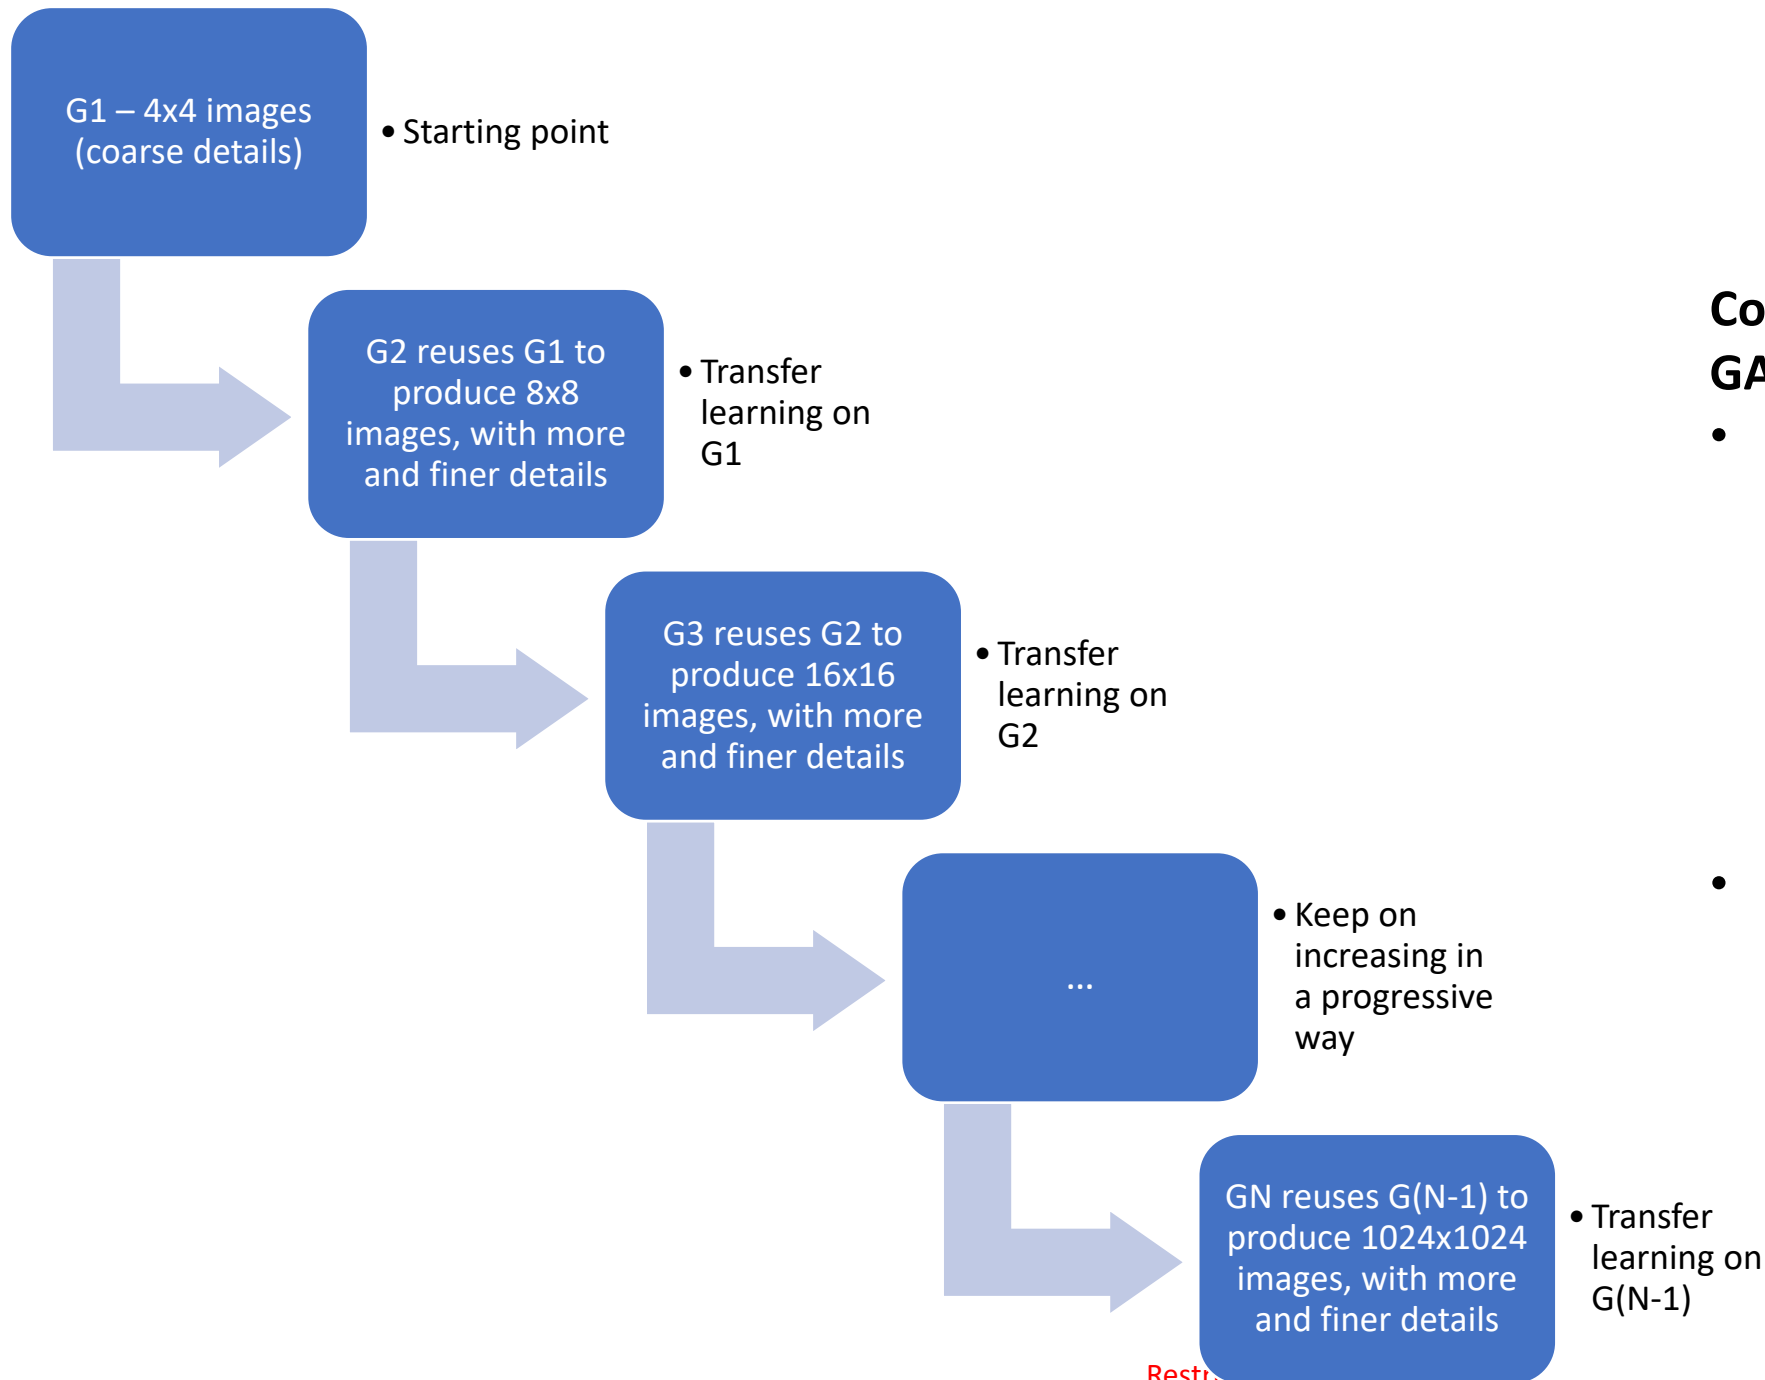 G1 – 4x4 images
(coarse details)
• Starting point
G2 reuses G1 to
produce 8x8
images, with more
and finer details
• Transfer
learning on
G1
G3 reuses G2 to
produce 16x16
images, with more
and finer details
• Transfer
learning on
G2
...
• Keep on
increasing in
a progressive
way
GN reuses G(N-1) to
produce 1024x1024
images, with more
and finer details
• Transfer
learning on
G(N-1)
•
•